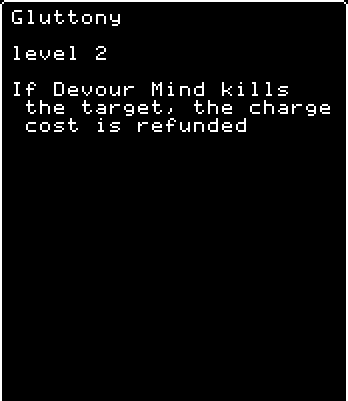 Gluttony
level 2
If Devour Mind kills
the target, the charge
cost is refunded